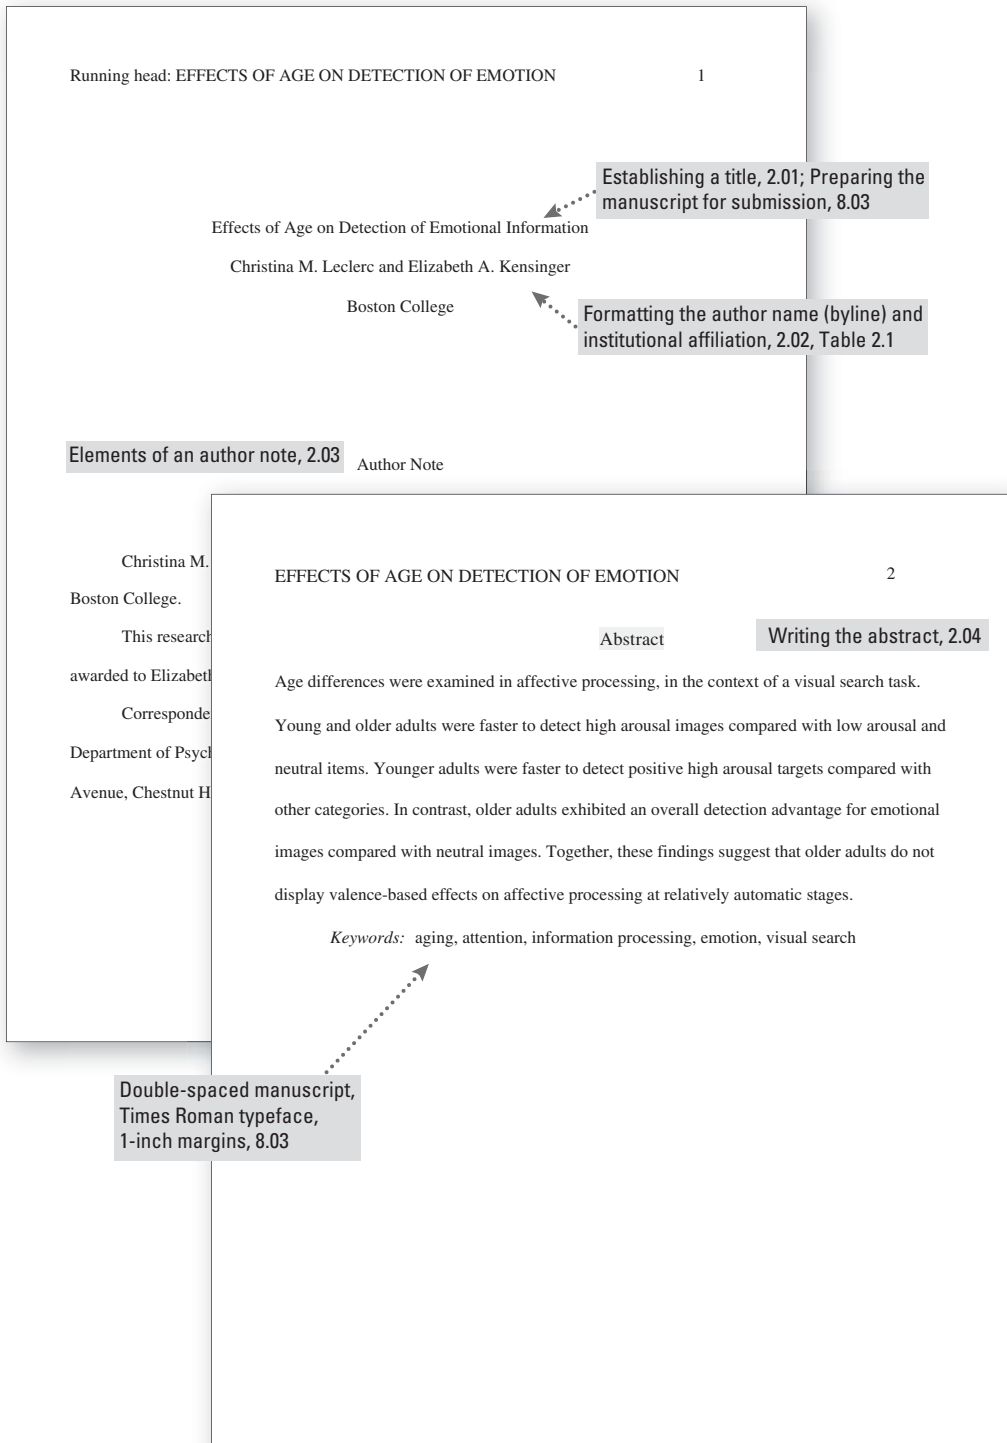 Running head: EFFECTS OF AGE ON DETECTION OF EMOTION 1
Establishing a title, 2.01; Preparing the
manuscript for submission, 8.03
Effects of Age on Detection of Emotional Information
Christina M. Leclerc and Elizabeth A. Kensinger
Boston College
Formatting the author name (byline) and
institutional affiliation, 2.02, Table 2.1
Elements of an author note, 2.03
Author Note
Christina M.
Boston College.
This research
awarded to
Department of
Avenue, Chestnut
EFFECTS OF AGE ON DETECTION OF EMOTION 2
Abstract
Writing the abstract, 2.04
Age differences were examined in affective processing, in the context of a visual search task.
Young and older adults were faster to detect high arousal images compared with low arousal and
neutral items. Younger adults were faster to detect positive high arousal targets compared with
other categories. In contrast, older adults exhibited an overall detection advantage for emotional
images compared with neutral images. Together, these findings suggest that older adults do not
display valence-based effects on affective processing at relatively automatic stages.
Keywords: aging, attention, information processing, emotion, visual search
Double-spaced manuscript,
Times Roman typeface,
1-inch margins, 8.03